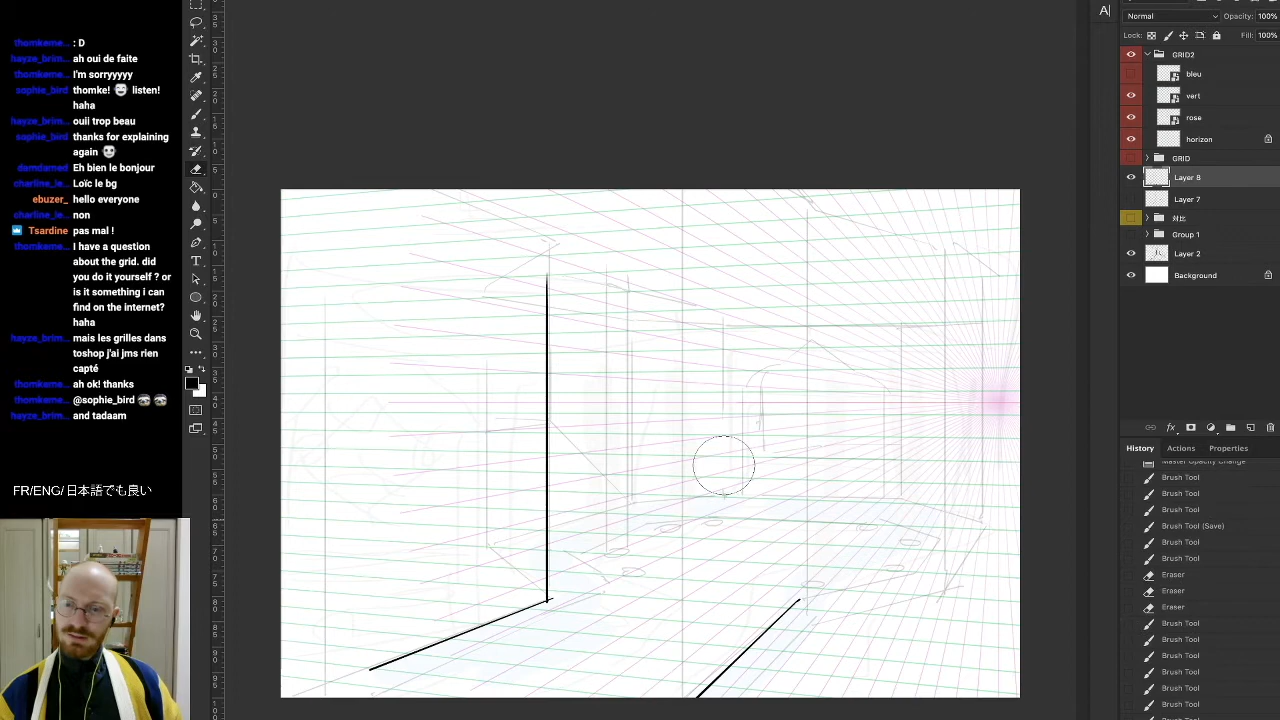 thomkeme... : D
hayze_brim... ah oui de faite
thomkeme... I'm sorryyyyy
sophie_bird thomke! listen!
haha
hayze_brim... ouii trop beau
sophie_bird thanks for explaining
again
damdamed Eh bien le bonjour
charline_le... Loïc le bg
ebuzer_ hello everyone
charline_le... non
Tsardine pas mal !
thomkeme... I have a question
about the grid. did
you do it yourself ? or
is it something i can
find on the internet?
haha
hayze_brim... mais les grilles dans
toshop j'ai jms rien
capté
thomkeme... ah ok! thanks
thomkeme... @sophie_bird
hayze_brim... and tadaam
FR/ENG/日本語でも良い
A
Normal
Opacity: 100%
Lock:
Fill: 100%
GRID2
bleu
vert
rose
horizon
GRID
Layer 8
Layer 7
対比
Group 1
Layer 2
Background
fx
History
Actions
Properties
Master Opacity Change
Brush Tool
Brush Tool
Brush Tool
Brush Tool (Save)
Brush Tool
Brush Tool
Eraser
Eraser
Eraser
Brush Tool
Brush Tool
Brush Tool
Brush Tool
Brush Tool
Brush Tool